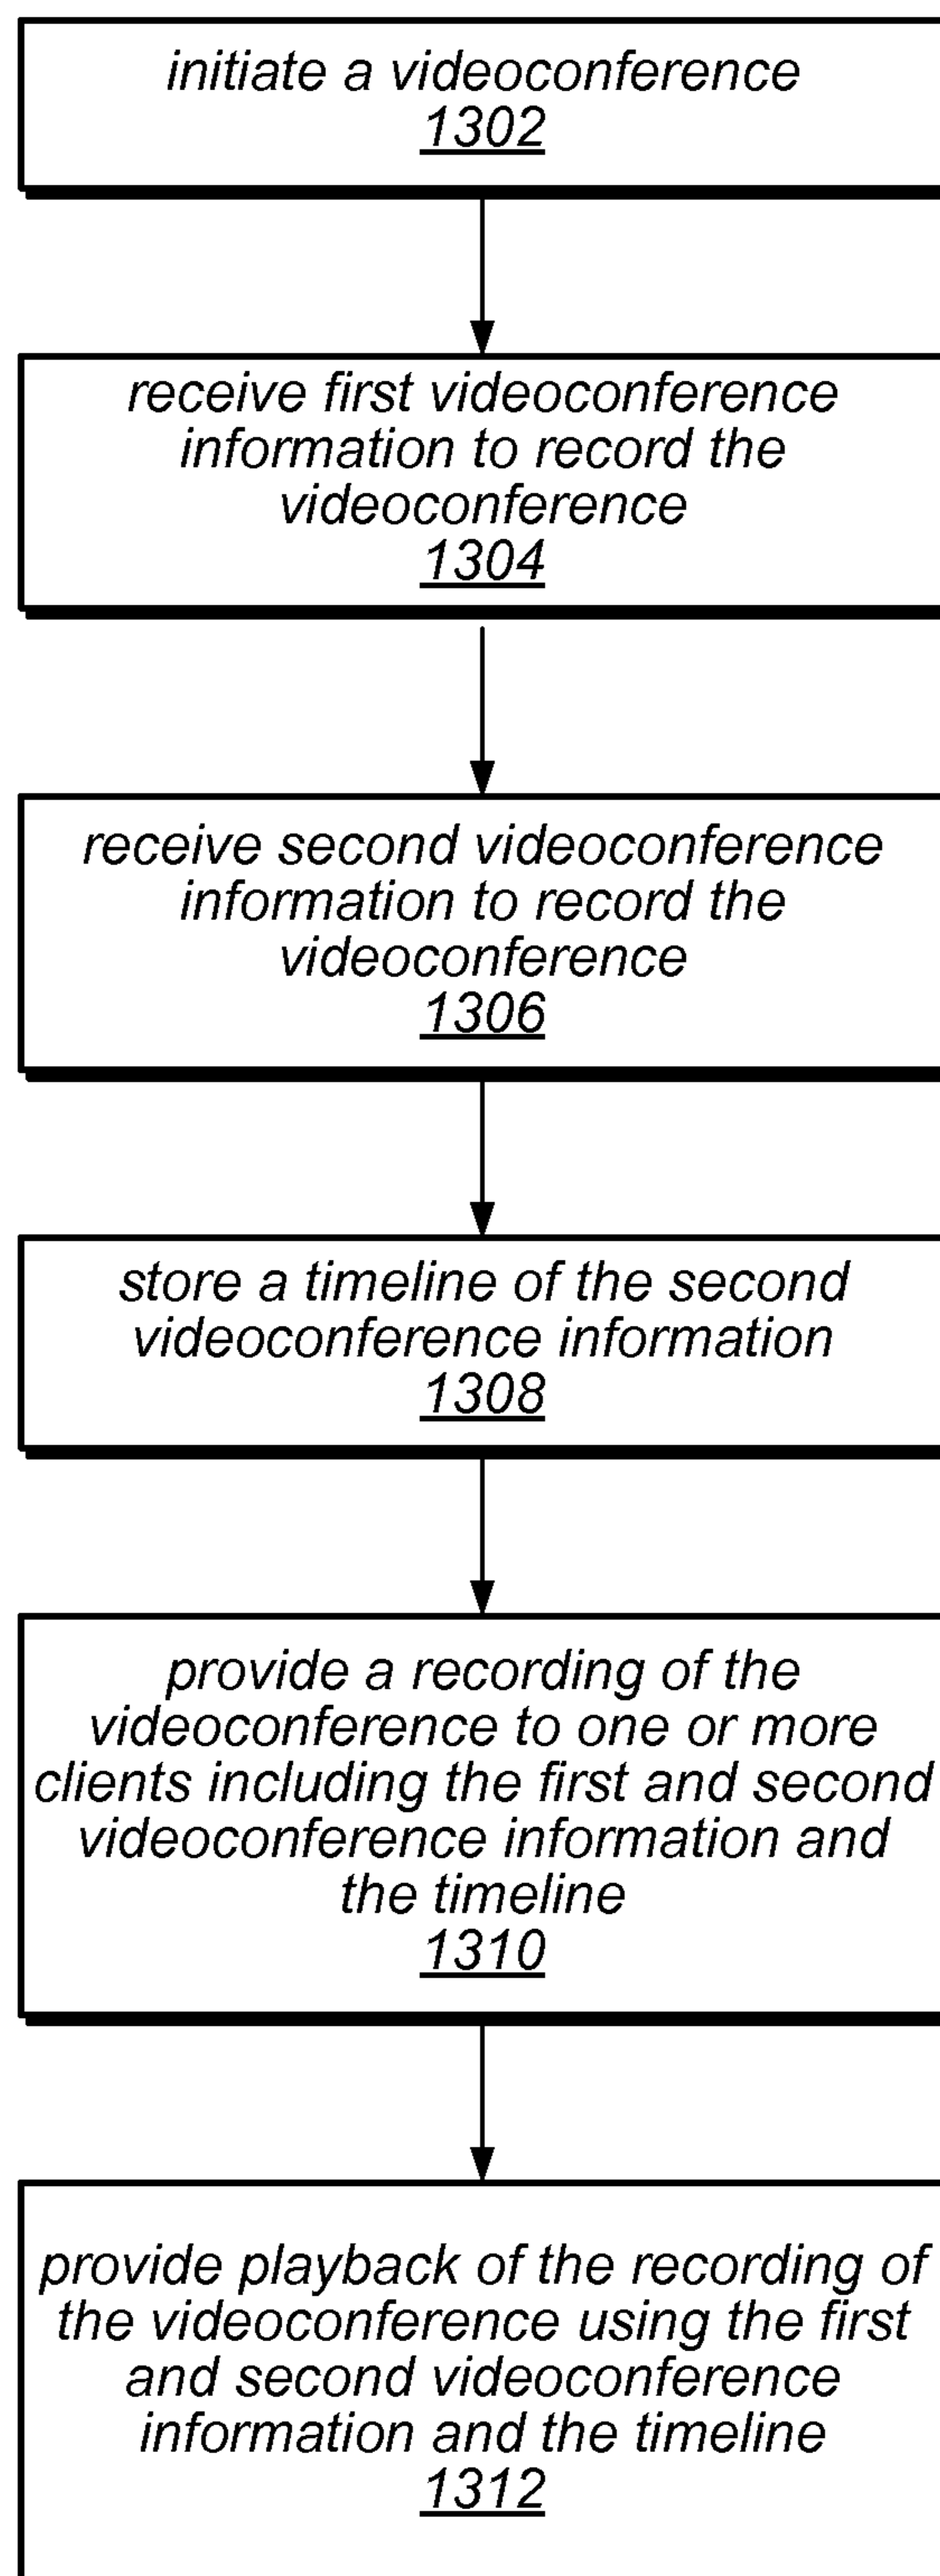 initiate a videoconference
1302
receive first videoconference
information to record the
videoconference
1304
receive second videoconference
information to record the
videoconference
1306
store a timeline of the second
videoconference information
1308
provide a recording of the
videoconference to one or more
clients including the first and second
videoconference information and
the timeline
1310
provide playback of the recording of
the videoconference using the first
and second videoconference
information and the timeline
1312